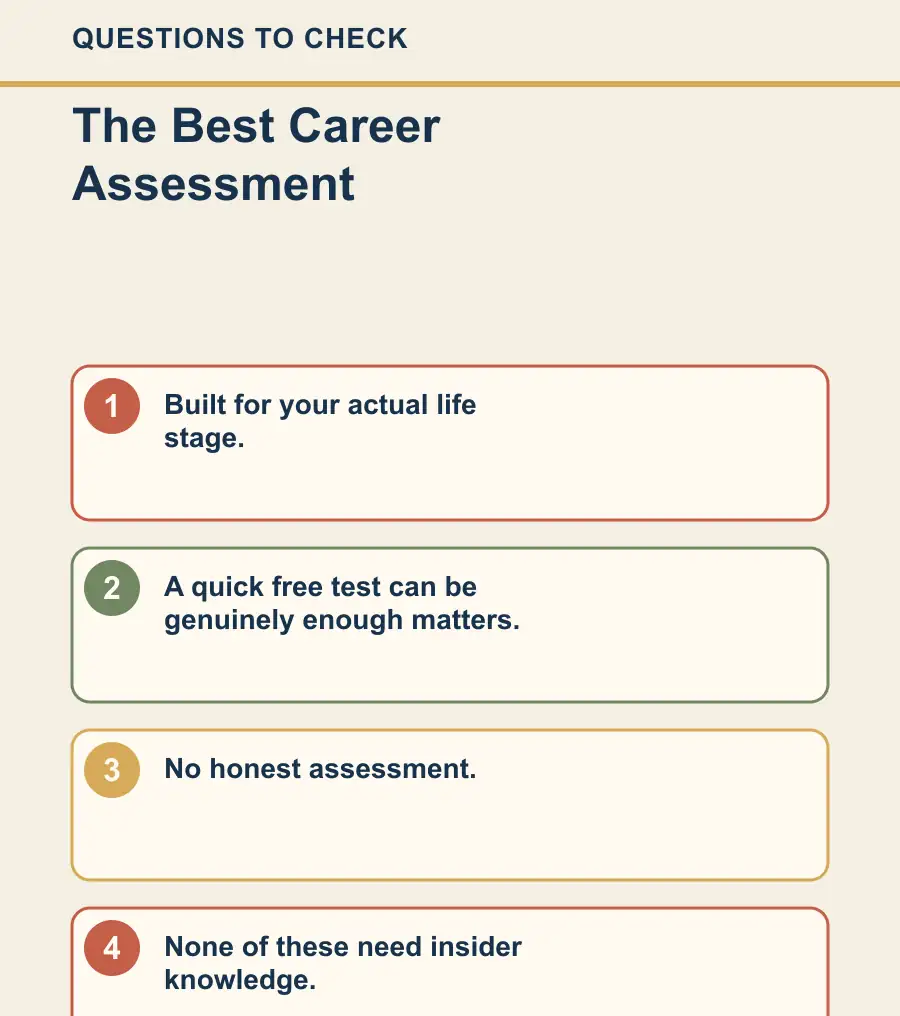 QUESTIONS TO CHECK
The Best Career
Assessment
1
Built for your actual life
stage.
2
A quick free test can be
genuinely enough matters.
3
No honest assessment.
4
None of these need insider
knowledge.